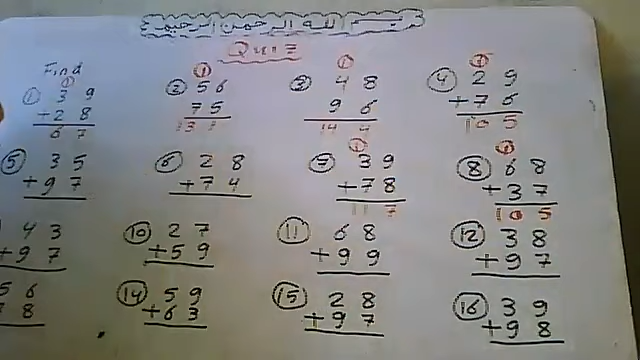 بسم الله الرحمن الرحيم
Quiz
Find
① 39 ② 56 ③ 48 ④ 29
+28 75 96 +76
67 131 144 105
⑤ 35 ⑥ 28 ⑦ 39 ⑧ 68
+97 +74 +78 +37
117 105
43 ⑩ 27 ⑪ 68 ⑫ 38
+97 +59 +99 +97
56 ⑭ 59 ⑮ 28 ⑯ 39
78 +63 +97 +98